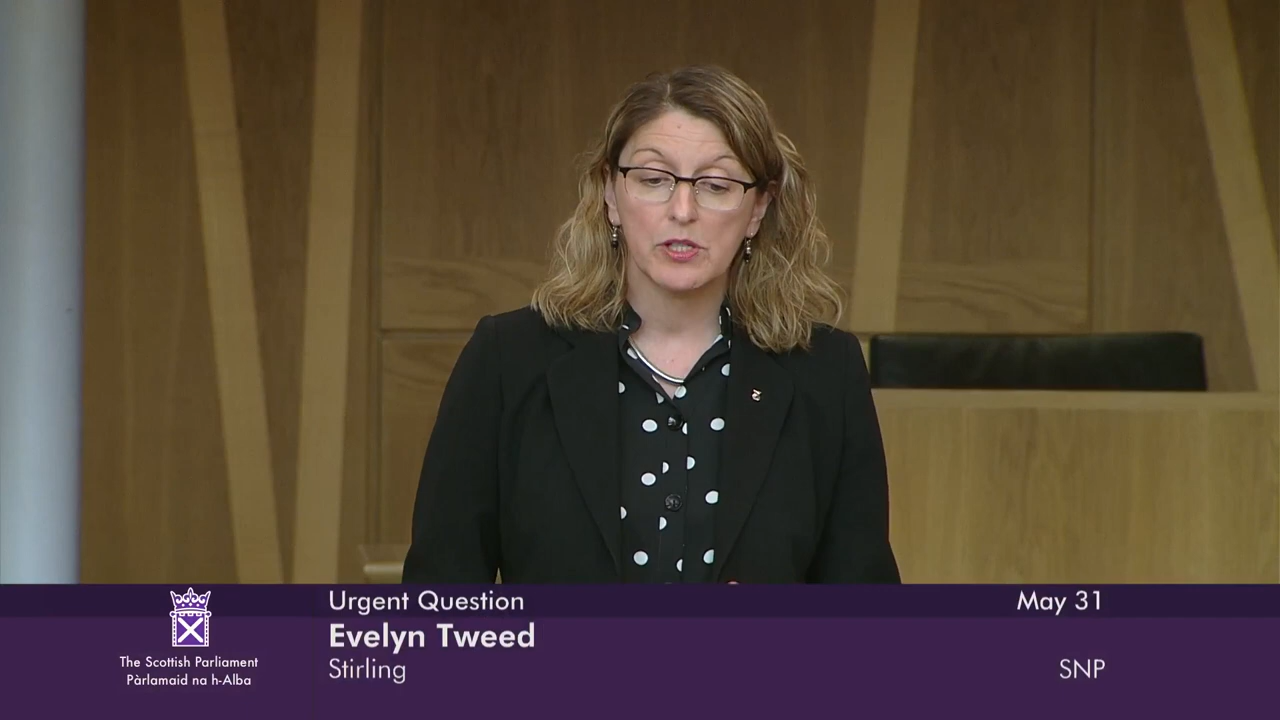 Urgent Question
May 31
Evelyn Tweed
Stirling
SNP
The Scottish Parliament
Pàrlamaid na h-Alba